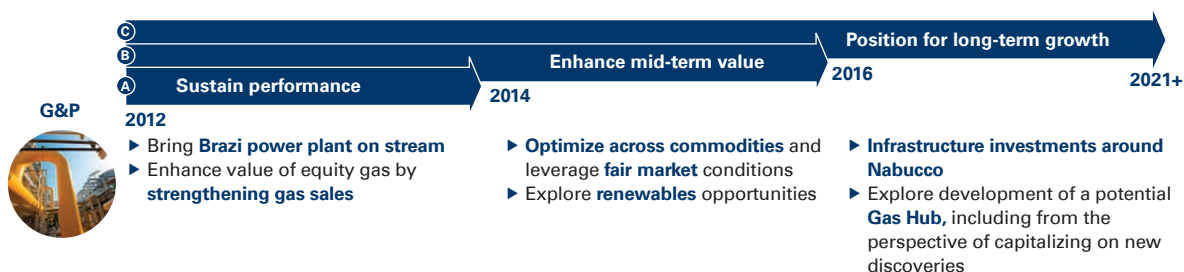 C
B
A
Sustain performance
Enhance mid-term value
Position for long-term growth
2012
2014
2016
2021+
G&P
▶ Bring Brazi power plant on stream
▶ Enhance value of equity gas by
strengthening gas sales
▶ Optimize across commodities and
leverage fair market conditions
▶ Explore renewables opportunities
▶ Infrastructure investments around
Nabucco
▶ Explore development of a potential
Gas Hub, including from the
perspective of capitalizing on new
discoveries